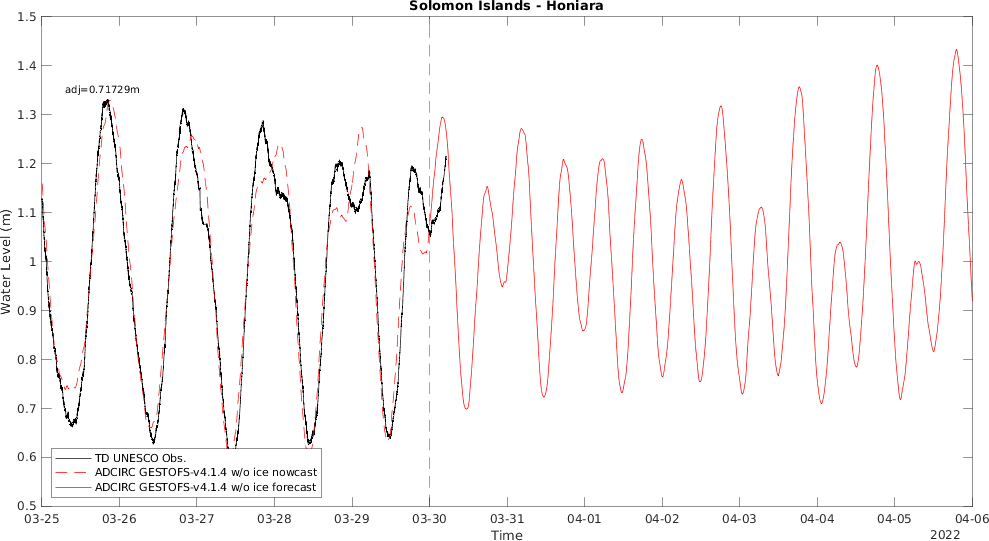 Solomon Islands - Honiara
1.5
1.4
1.3
1.2
1.1
1
0.9
0.8
0.7
0.6
0.5
Water Level (m)
adj=0.71729m
TD UNESCO Obs.
ADCIRC GESTOFS-v4.1.4 w/o ice nowcast
ADCIRC GESTOFS-v4.1.4 w/o ice forecast
03-25 03-26 03-27 03-28 03-29 03-30 03-31 04-01 04-02 04-03 04-04 04-05 04-06
Time
2022